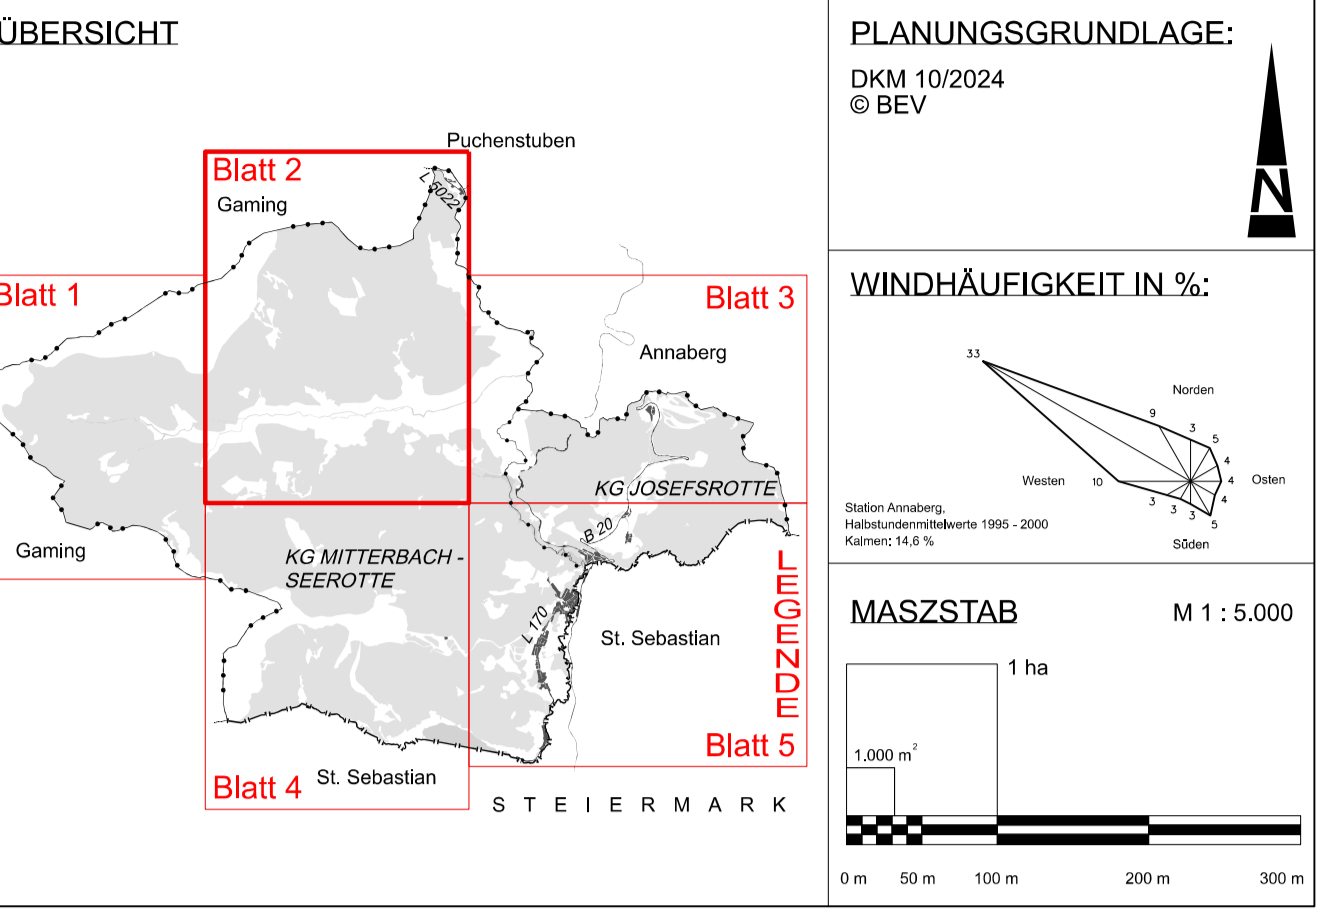 ÜBERSICHT
Puchenstuben
Blatt 2
L 5022
Gaming
Blatt 1
Blatt 3
Annaberg
KG JOSEFSROTTE
B 20
Gaming
KG MITTERBACH -
SEEROTTE
LEGENDE
L 170
St. Sebastian
Blatt 5
St. Sebastian
Blatt 4
STEIERMARK
PLANUNGSGRUNDLAGE:
DKM 10/2024
© BEV
N
WINDHÄUFIGKEIT IN %:
33
Norden
9
3
5
4
Westen
10
4
Osten
4
3
3
3
5
Station Annaberg,
Halbstundenmittelwerte 1995 - 2000
Kalmen: 14,6 %
Süden
MASZSTAB
M 1 : 5.000
1 ha
1.000 m²
0 m 50 m 100 m 200 m 300 m